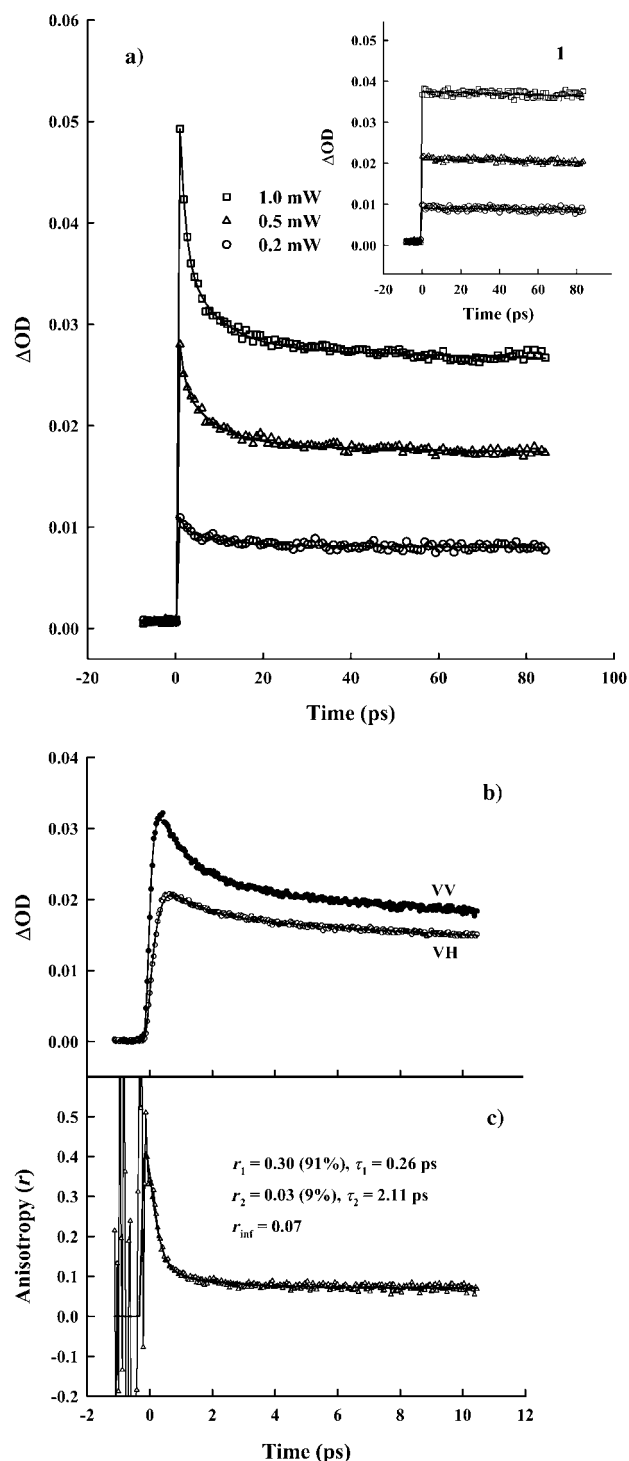 a)
0.06
0.05
0.04
0.03
0.02
0.01
0.00
ΔOD
1.0 mW
0.5 mW
0.2 mW
-20
0
20
40
60
80
100
Time (ps)
1
0.05
0.04
0.03
0.02
0.01
0.00
ΔOD
-20
0
20
40
60
80
Time (ps)
b)
0.04
0.03
0.02
0.01
0.00
ΔOD
VV
VH
c)
0.5
0.4
0.3
0.2
0.1
0.0
-0.1
-0.2
Anisotropy (r)
r₁ = 0.30 (91%), τ₁ = 0.26 ps
r₂ = 0.03 (9%), τ₂ = 2.11 ps
r_inf = 0.07
-2
0
2
4
6
8
10
12
Time (ps)